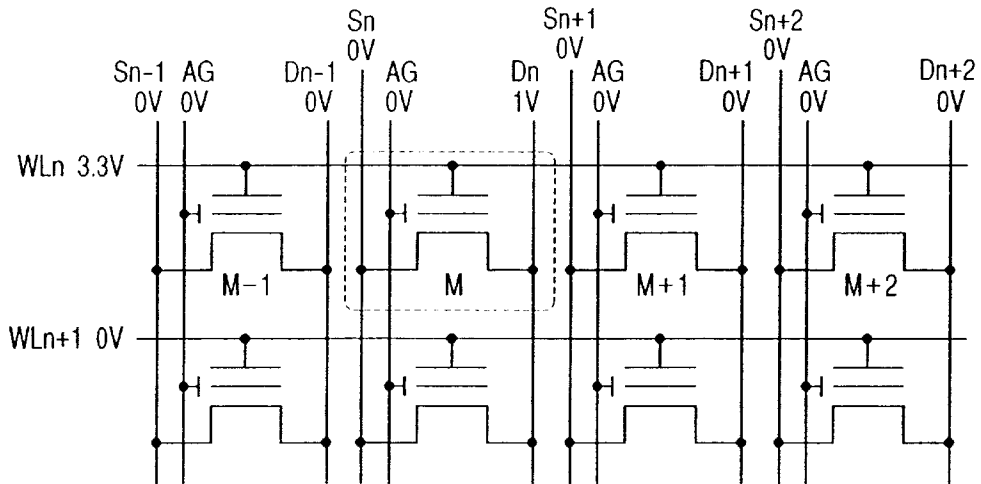 Sn Sn+1 Sn+2
0V 0V 0V
Sn-1 AG Dn-1 AG Dn AG Dn+1 AG Dn+2
0V 0V 0V 0V 1V 0V 0V 0V 0V
WLn 3.3V
M-1 M M+1 M+2
WLn+1 0V